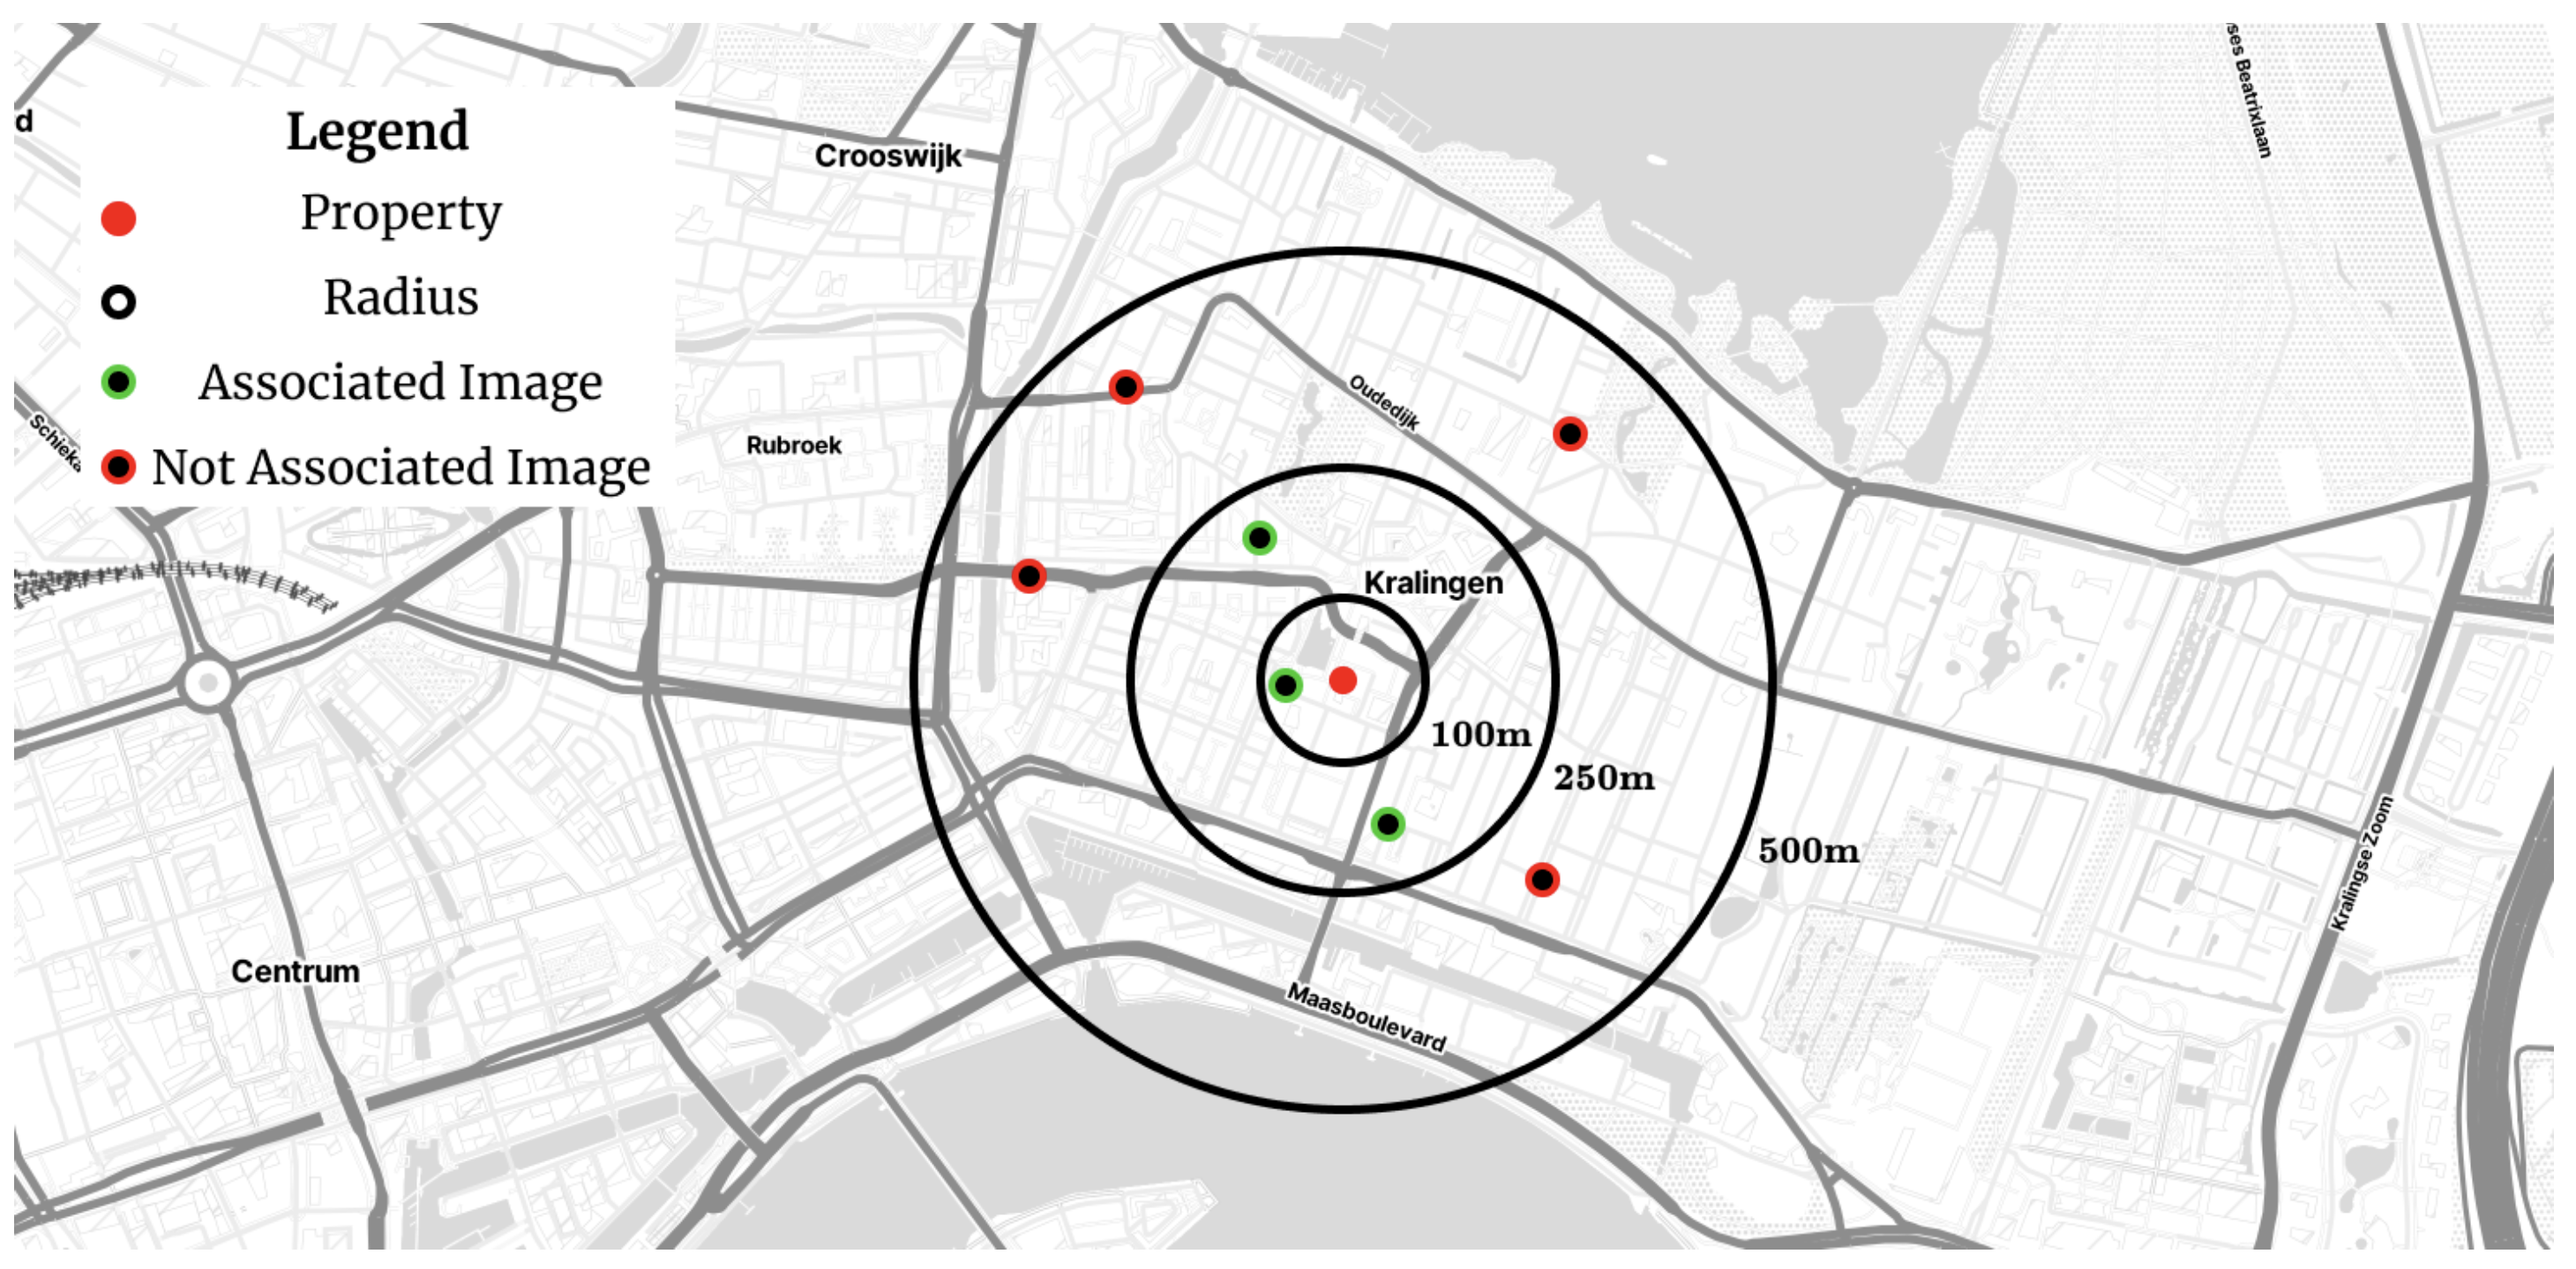 ses Beatrixlaan
d
Legend
Property
Radius
Associated Image
Not Associated Image
Crooswijk
Schieka
Rubroek
Oudedijk
Kralingen
100m
250m
500m
Kralingse Zoom
Centrum
Maasboulevard